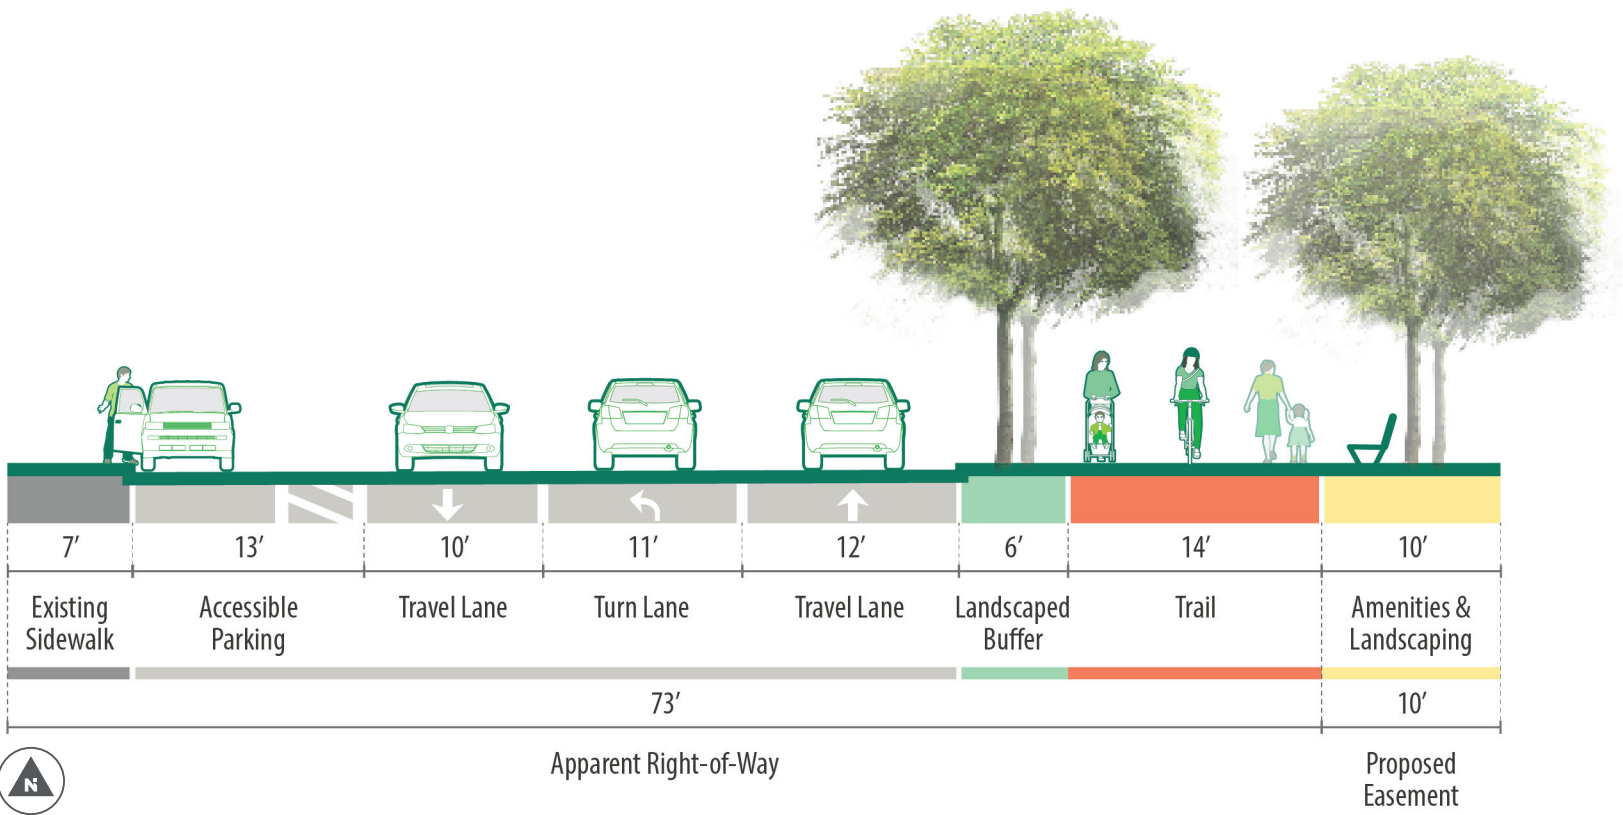 7’ 13’ 10’ 11’ 12’ 6’ 14’ 10’
Existing
Sidewalk
Accessible
Parking
Travel Lane
Turn Lane
Travel Lane
Landscaped
Buffer
Trail
Amenities &
Landscaping
73’ 10’
Apparent Right-of-Way
Proposed
Easement
N